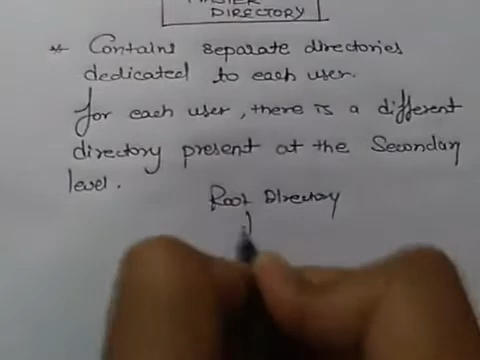 MASTER
DIRECTORY
* Contains separate directories
dedicated to each user.
for each user, there is a different
directory present at the Secondary
level.
Root Directory